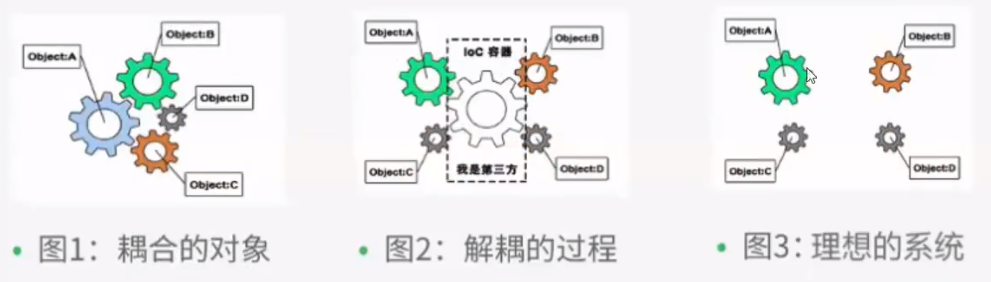 Object:A
Object:B
Object:D
Object:C
• 图1：耦合的对象
Object:A
IoC 容器
Object:B
Object:C
我是第三方
Object:D
• 图2：解耦的过程
Object:A
Object:B
Object:C
Object:D
• 图3：理想的系统